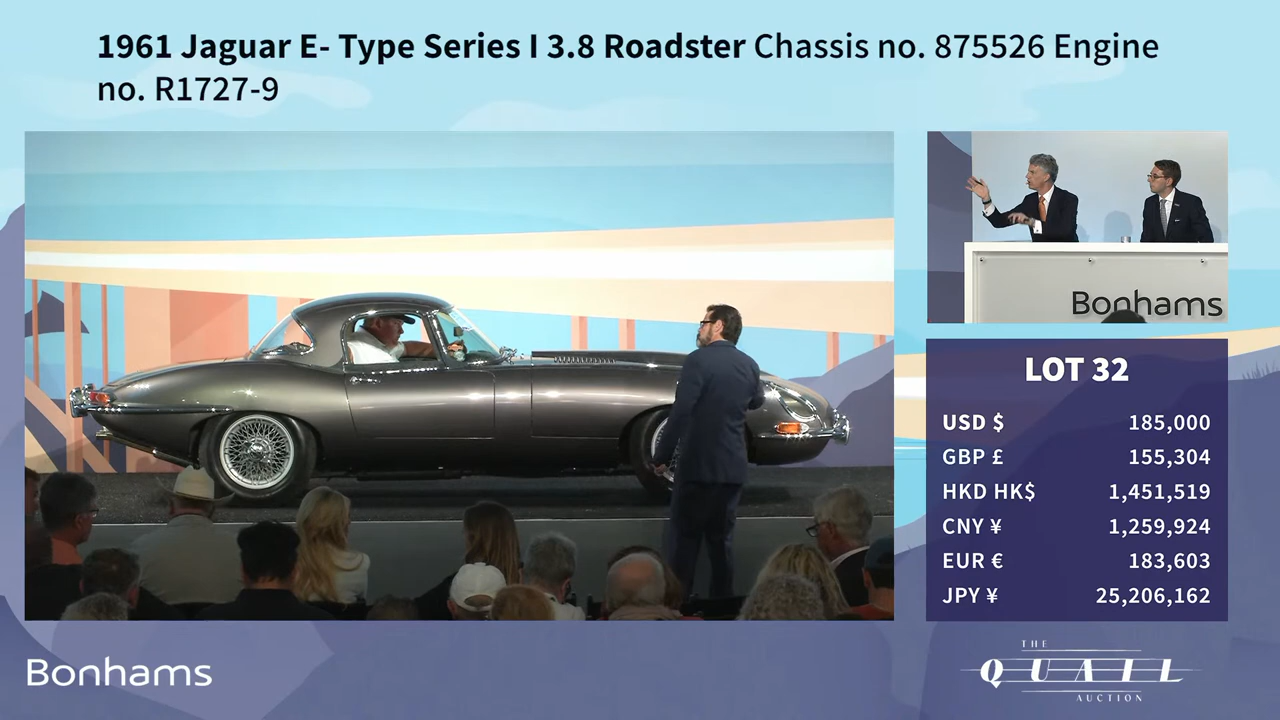 1961 Jaguar E- Type Series I 3.8 Roadster Chassis no. 875526 Engine
no. R1727-9
Bonhams
LOT 32
USD $ 185,000
GBP £ 155,304
HKD HK$ 1,451,519
CNY ¥ 1,259,924
EUR € 183,603
JPY ¥ 25,206,162
Bonhams
THE
QUAIL
AUCTION